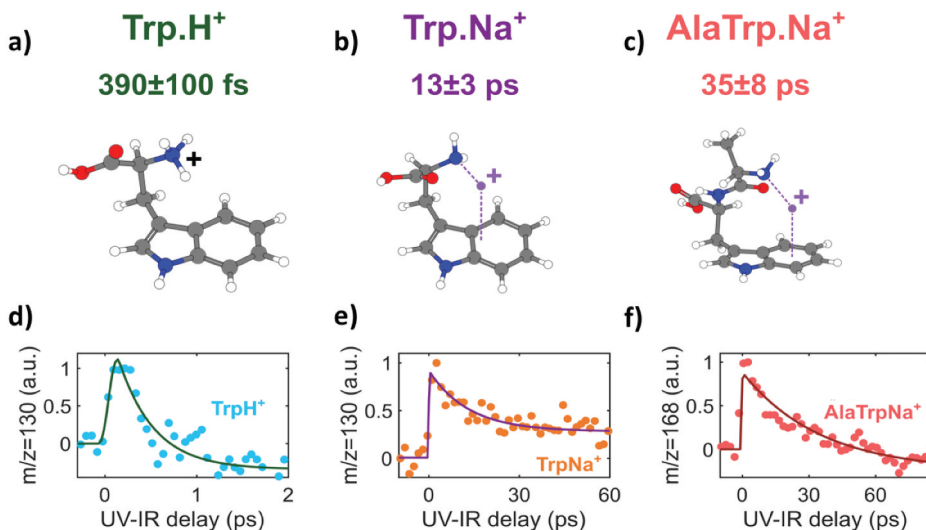 a) Trp.H+
390±100 fs
+
b) Trp.Na+
13±3 ps
+
c) AlaTrp.Na+
35±8 ps
+
d)
m/z=130 (a.u.)
1
0.5
0
TrpH+
0 1 2
UV-IR delay (ps)
e)
m/z=130 (a.u.)
1
0.5
0
TrpNa+
0 30 60
UV-IR delay (ps)
f)
m/z=168 (a.u.)
1
0.5
0
AlaTrpNa+
0 30 60
UV-IR delay (ps)